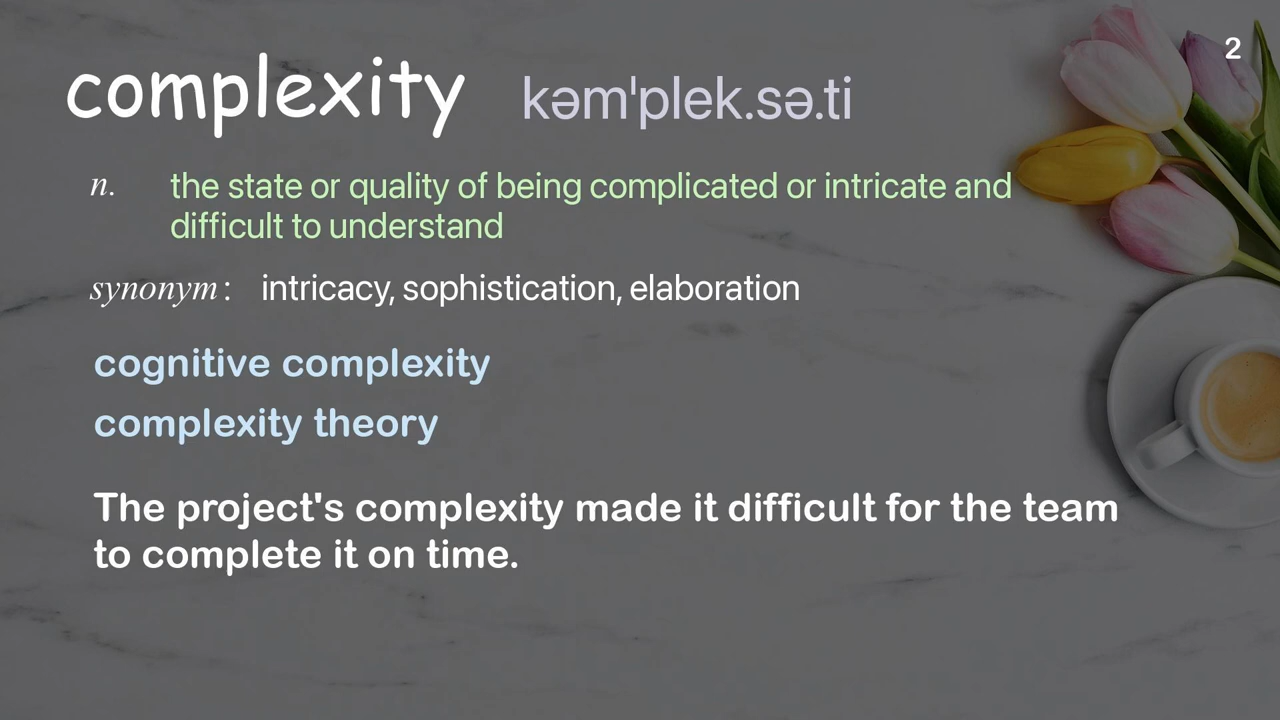 2
complexity kəm'plek.sə.ti
n. the state or quality of being complicated or intricate and
difficult to understand
synonym: intricacy, sophistication, elaboration
cognitive complexity
complexity theory
The project's complexity made it difficult for the team
to complete it on time.